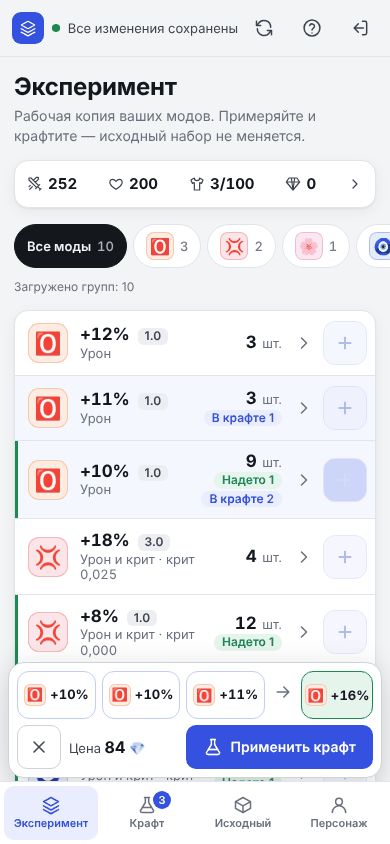 Все изменения сохранены
Эксперимент
Рабочая копия ваших модов. Примеряйте и
крафтите — исходный набор не меняется.
252 200 3/100 0
Все моды 10 🅾️ 3 💢 2 🌸 1 🧿
Загружено групп: 10
+12% 1.0 3 шт.
Урон
+11% 1.0 3 шт.
Урон В крафте 1
+10% 1.0 9 шт.
Урон Надето 1
В крафте 2
+18% 3.0 4 шт.
Урон и крит · крит
0,025
+8% 1.0 12 шт.
Урон и крит · крит Надето 1
0,000
+10% +10% +11% → +16%
Цена 84 💎 Применить крафт
3
Эксперимент Крафт Исходный Персонаж